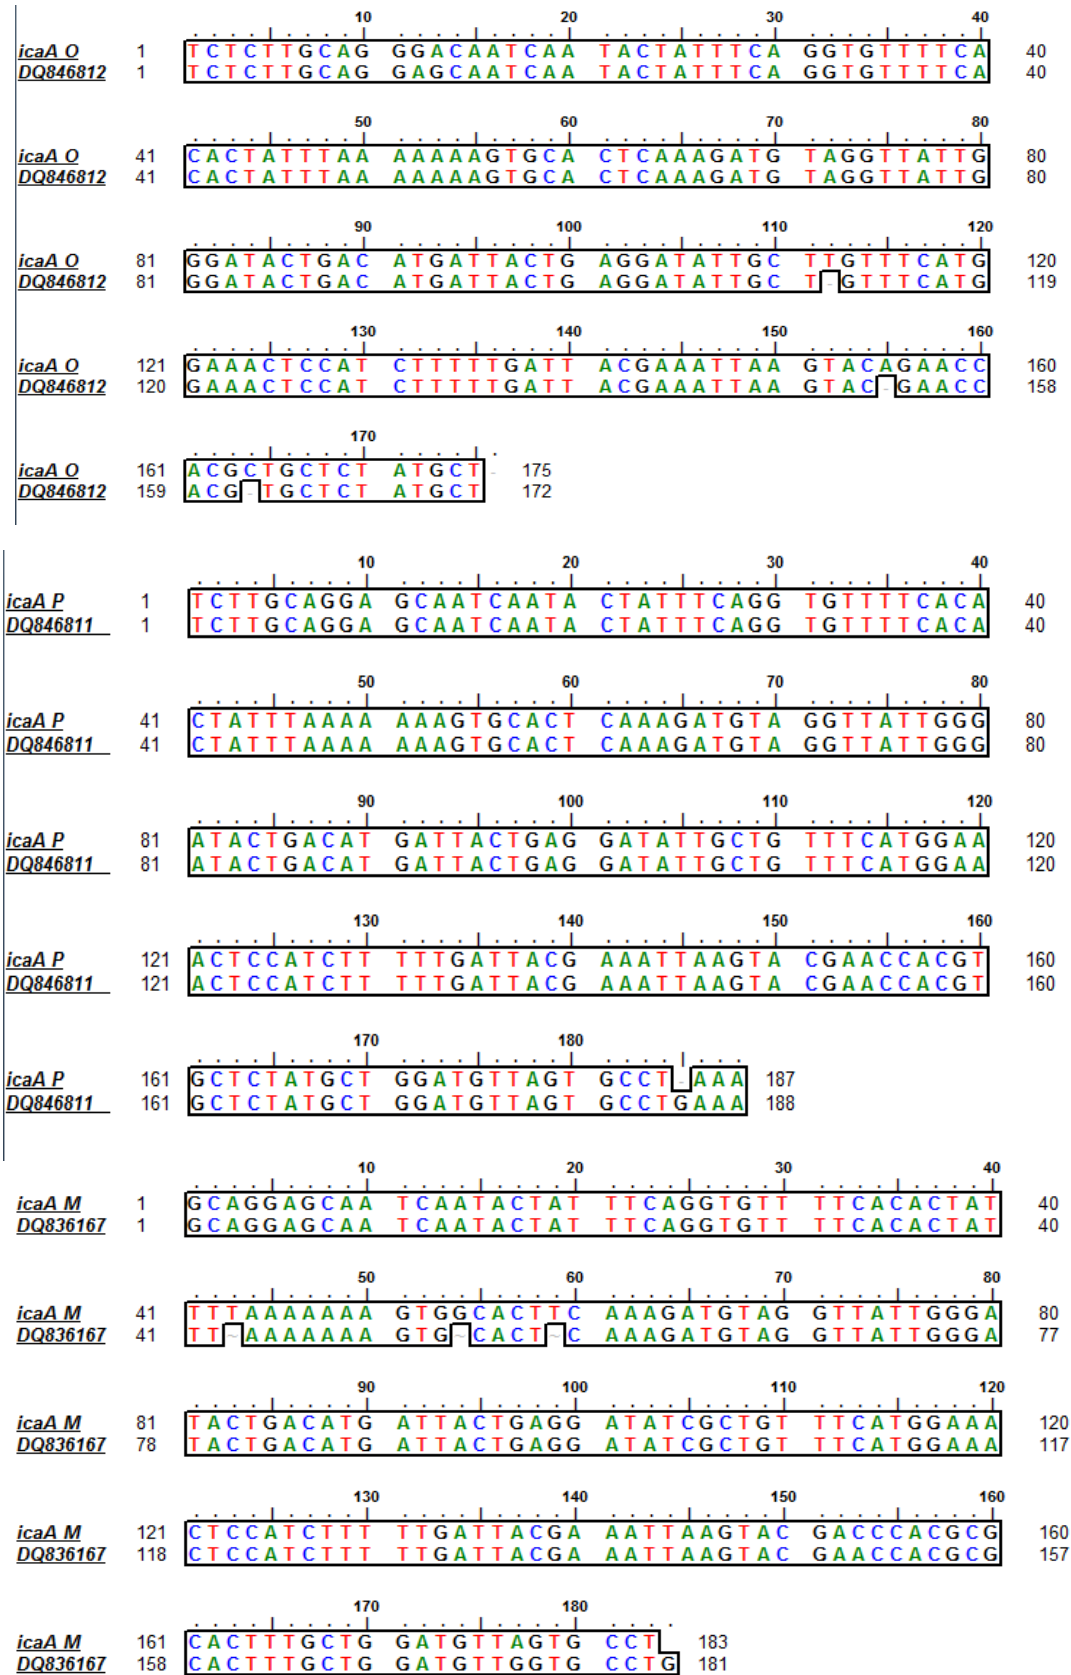 10 20 30 40
icaA O 1 TCTCTTGCAG GGACAATCAA TACTATTTCA GGTGTTTTCA 40
DQ846812 1 TCTCTTGCAG GAGCAATCAA TACTATTTCA GGTGTTTTCA 40
50 60 70 80
icaA O 41 CACTATTTAA AAAAAGTGCA CTCAAAGATG TAGGTTATTG 80
DQ846812 41 CACTATTTAA AAAAAGTGCA CTCAAAGATG TAGGTTATTG 80
90 100 110 120
icaA O 81 GGATACTGAC ATGATTACTG AGGATATTGC TTGTTTCATG 120
DQ846812 81 GGATACTGAC ATGATTACTG AGGATATTGC T-GTTTCATG 119
130 140 150 160
icaA O 121 GAAACTCCAT CTTTTTGATT ACGAAATTAA GTACAGAACC 160
DQ846812 120 GAAACTCCAT CTTTTTGATT ACGAAATTAA GTAC-GAACC 158
170
icaA O 161 ACGCTGCTCT ATGCT- 175
DQ846812 159 ACG-TGCTCT ATGCT 172
10 20 30 40
icaA P 1 TCTTGCAGGA GCAATCAATA CTATTTCAGG TGTTTTCACA 40
DQ846811 1 TCTTGCAGGA GCAATCAATA CTATTTCAGG TGTTTTCACA 40
50 60 70 80
icaA P 41 CTATTTAAAA AAAGTGCACT CAAAGATGTA GGTTATTGGG 80
DQ846811 41 CTATTTAAAA AAAGTGCACT CAAAGATGTA GGTTATTGGG 80
90 100 110 120
icaA P 81 ATACTGACAT GATTACTGAG GATATTGCTG TTTCATGGAA 120
DQ846811 81 ATACTGACAT GATTACTGAG GATATTGCTG TTTCATGGAA 120
130 140 150 160
icaA P 121 ACTCCATCTT TTTGATTACG AAATTAAGTA CGAACCACGT 160
DQ846811 121 ACTCCATCTT TTTGATTACG AAATTAAGTA CGAACCACGT 160
170 180
icaA P 161 GCTCTATGCT GGATGTTAGT GCCT-AAA 187
DQ846811 161 GCTCTATGCT GGATGTTAGT GCCTGAAA 188
10 20 30 40
icaA M 1 GCAGGAGCAA TCAATACTAT TTCAGGTGTT TTCACACTAT 40
DQ836167 1 GCAGGAGCAA TCAATACTAT TTCAGGTGTT TTCACACTAT 40
50 60 70 80
icaA M 41 TTTAAAAAAA GTGGCACTTC AAAGATGTAG GTTATTGGGA 80
DQ836167 41 TT~AAAAAAA GTG~CACT~C AAAGATGTAG GTTATTGGGA 77
90 100 110 120
icaA M 81 TACTGACATG ATTACTGAGG ATATCGCTGT TTCATGGAAA 120
DQ836167 78 TACTGACATG ATTACTGAGG ATATCGCTGT TTCATGGAAA 117
130 140 150 160
icaA M 121 CTCCATCTTT TTGATTACGA AATTAAGTAC GACCCACGCG 160
DQ836167 118 CTCCATCTTT TTGATTACGA AATTAAGTAC GAACCACGCG 157
170 180
icaA M 161 CACTTTGCTG GATGTTAGTG CCT 183
DQ836167 158 CACTTTGCTG GATGTTGGTG CCTG 181